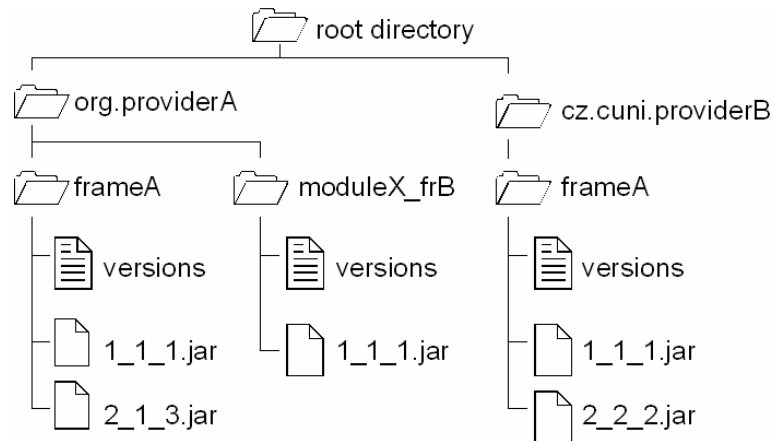 root directory
org.providerA
cz.cuni.providerB
frameA
moduleX_frB
frameA
versions
versions
versions
1_1_1.jar
1_1_1.jar
1_1_1.jar
2_1_3.jar
2_2_2.jar